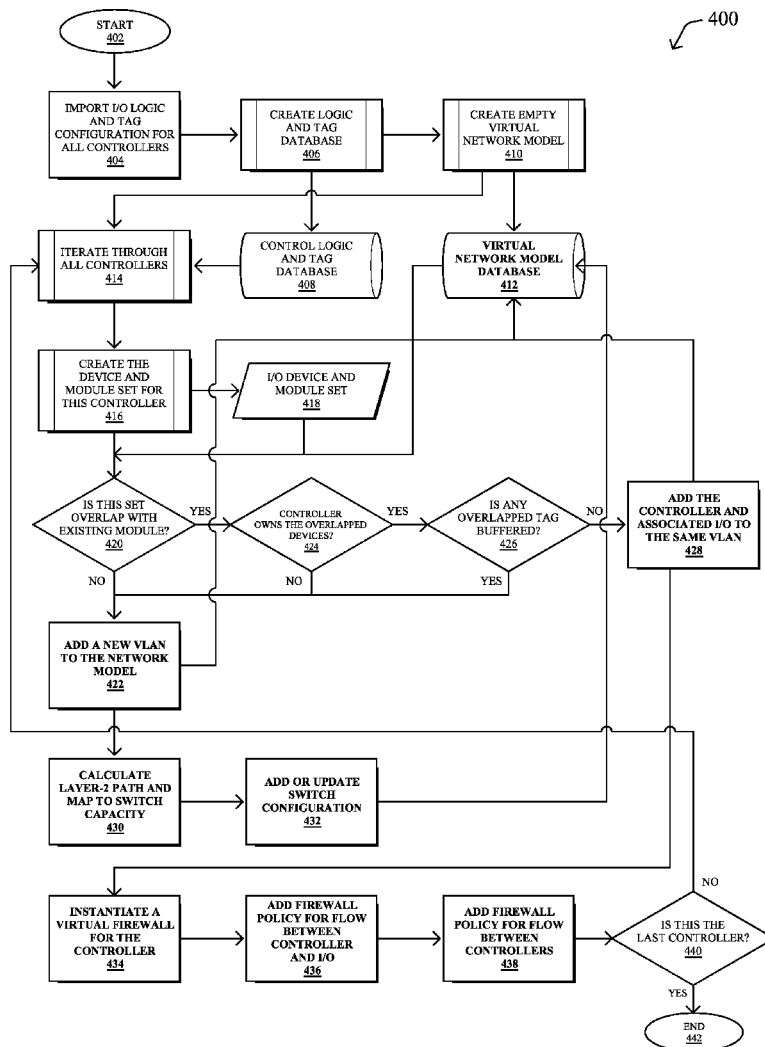 400
START
402
IMPORT I/O LOGIC
AND TAG
CONFIGURATION FOR
ALL CONTROLLERS
404
CREATE LOGIC
AND TAG
DATABASE
406
CREATE EMPTY
VIRTUAL
NETWORK MODEL
410
ITERATE THROUGH
ALL CONTROLLERS
414
CONTROL LOGIC
AND TAG
DATABASE
408
VIRTUAL
NETWORK MODEL
DATABASE
412
CREATE THE
DEVICE AND
MODULE SET FOR
THIS CONTROLLER
416
I/O DEVICE AND
MODULE SET
418
IS THIS SET
OVERLAP WITH
EXISTING MODULE?
420
YES
NO
CONTROLLER
OWNS THE OVERLAPPED
DEVICES?
424
YES
NO
IS ANY
OVERLAPPED TAG
BUFFERED?
426
NO
YES
ADD THE
CONTROLLER AND
ASSOCIATED I/O TO
THE SAME VLAN
428
ADD A NEW VLAN
TO THE NETWORK
MODEL
422
CALCULATE
LAYER-2 PATH AND
MAP TO SWITCH
CAPACITY
430
ADD OR UPDATE
SWITCH
CONFIGURATION
432
INSTANTIATE A
VIRTUAL FIREWALL
FOR THE
CONTROLLER
434
ADD FIREWALL
POLICY FOR FLOW
BETWEEN
CONTROLLER
AND I/O
436
ADD FIREWALL
POLICY FOR FLOW
BETWEEN
CONTROLLERS
438
NO
IS THIS THE
LAST CONTROLLER?
440
YES
END
442